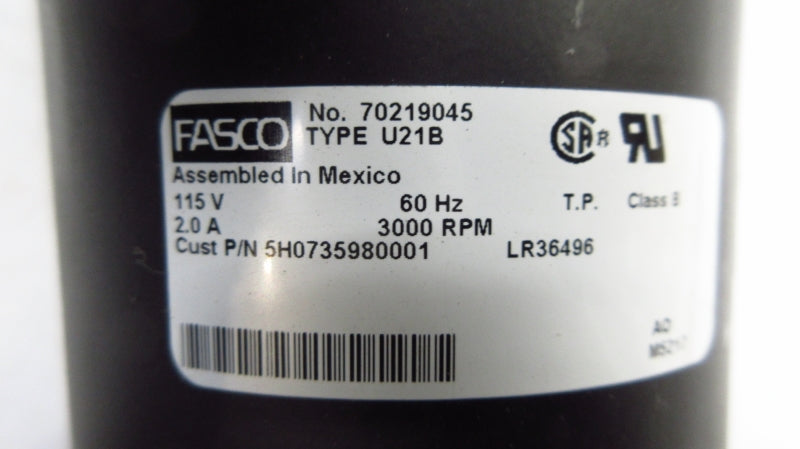 FASCO
No. 70219045
TYPE U21B
Assembled In Mexico
115 V 60 Hz T.P. Class B
2.0 A 3000 RPM
Cust P/N 5H0735980001 LR36496
AO